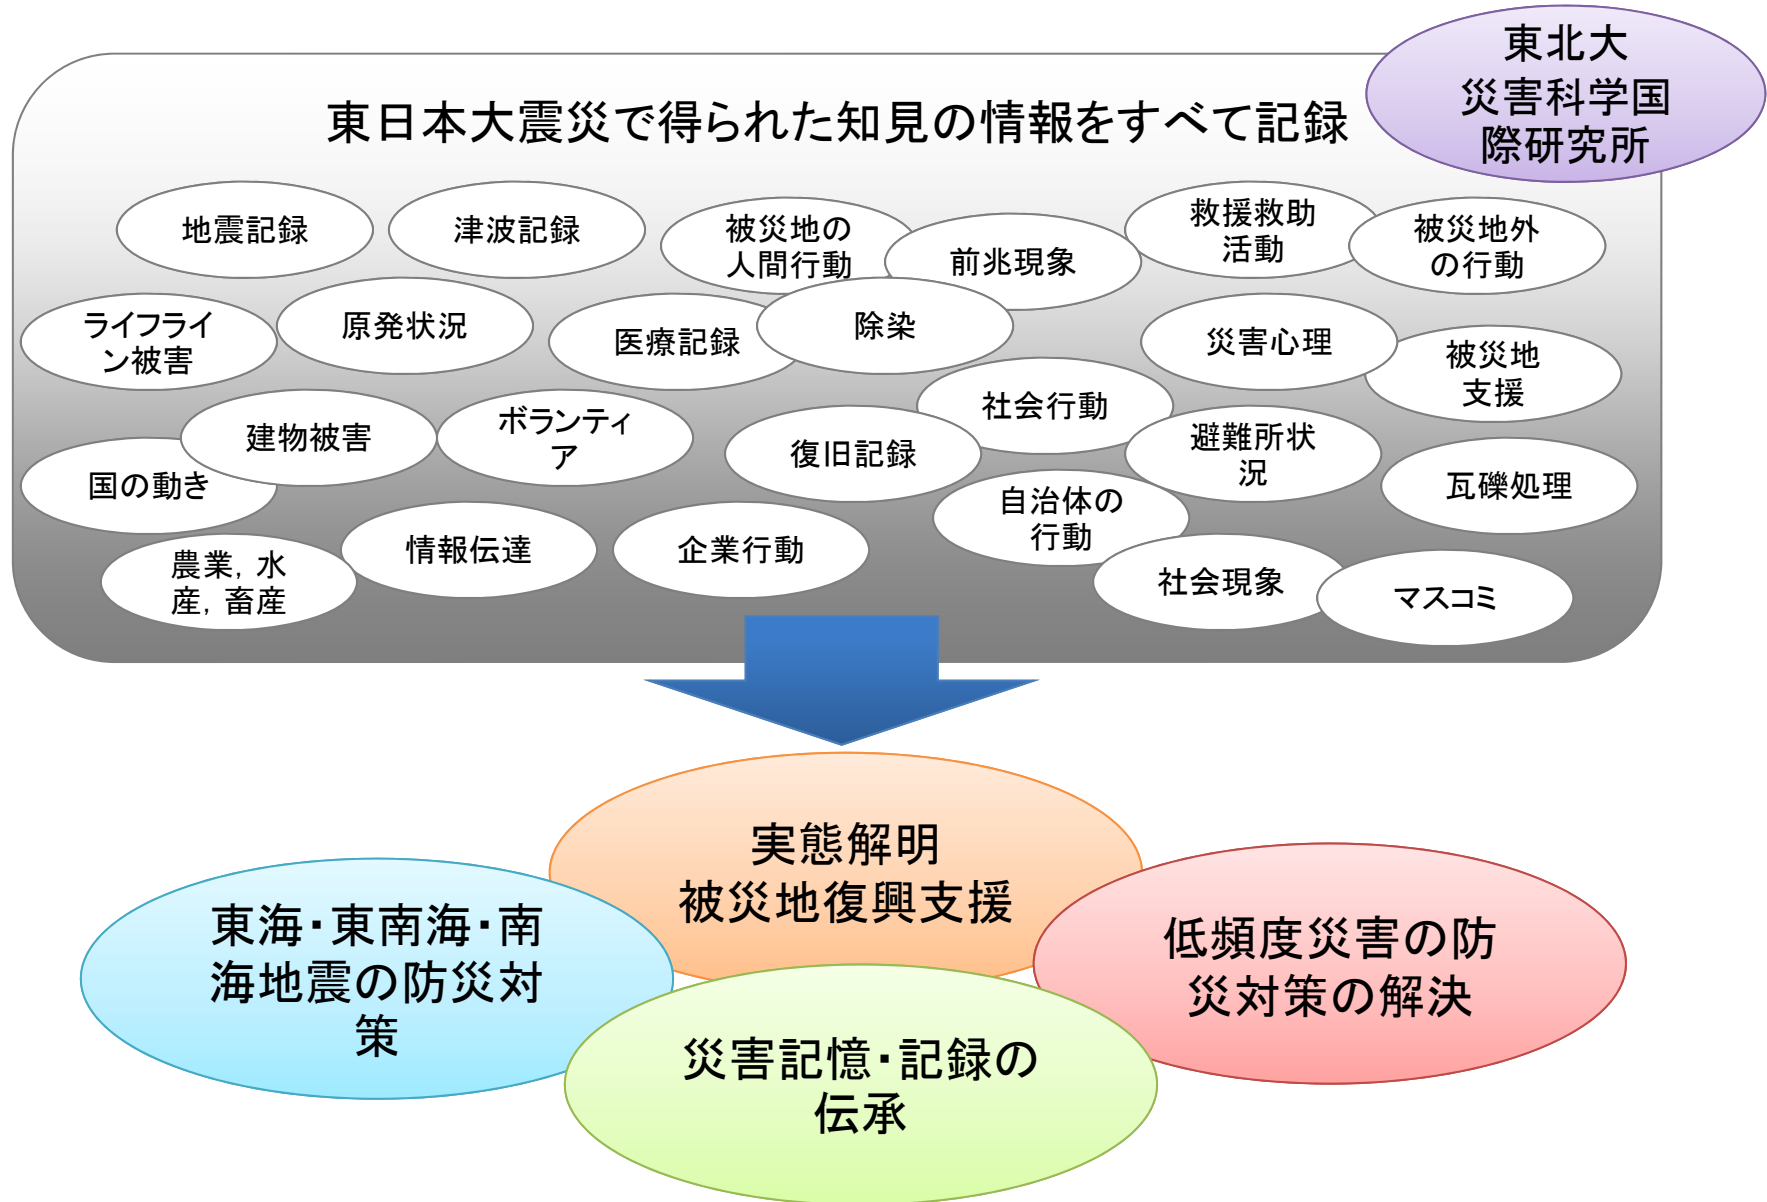 東北大
災害科学国
際研究所
東日本大震災で得られた知見の情報をすべて記録
地震記録
津波記録
被災地の
人間行動
前兆現象
救援救助
活動
被災地外
の行動
ライフライ
ン被害
原発状況
医療記録
除染
災害心理
被災地
支援
建物被害
ボランティ
ア
社会行動
復旧記録
避難所状
況
国の動き
瓦礫処理
自治体の
行動
情報伝達
企業行動
農業，水
産，畜産
社会現象
マスコミ
実態解明
被災地復興支援
東海・東南海・南
海地震の防災対
策
低頻度災害の防
災対策の解決
災害記憶・記録の
伝承